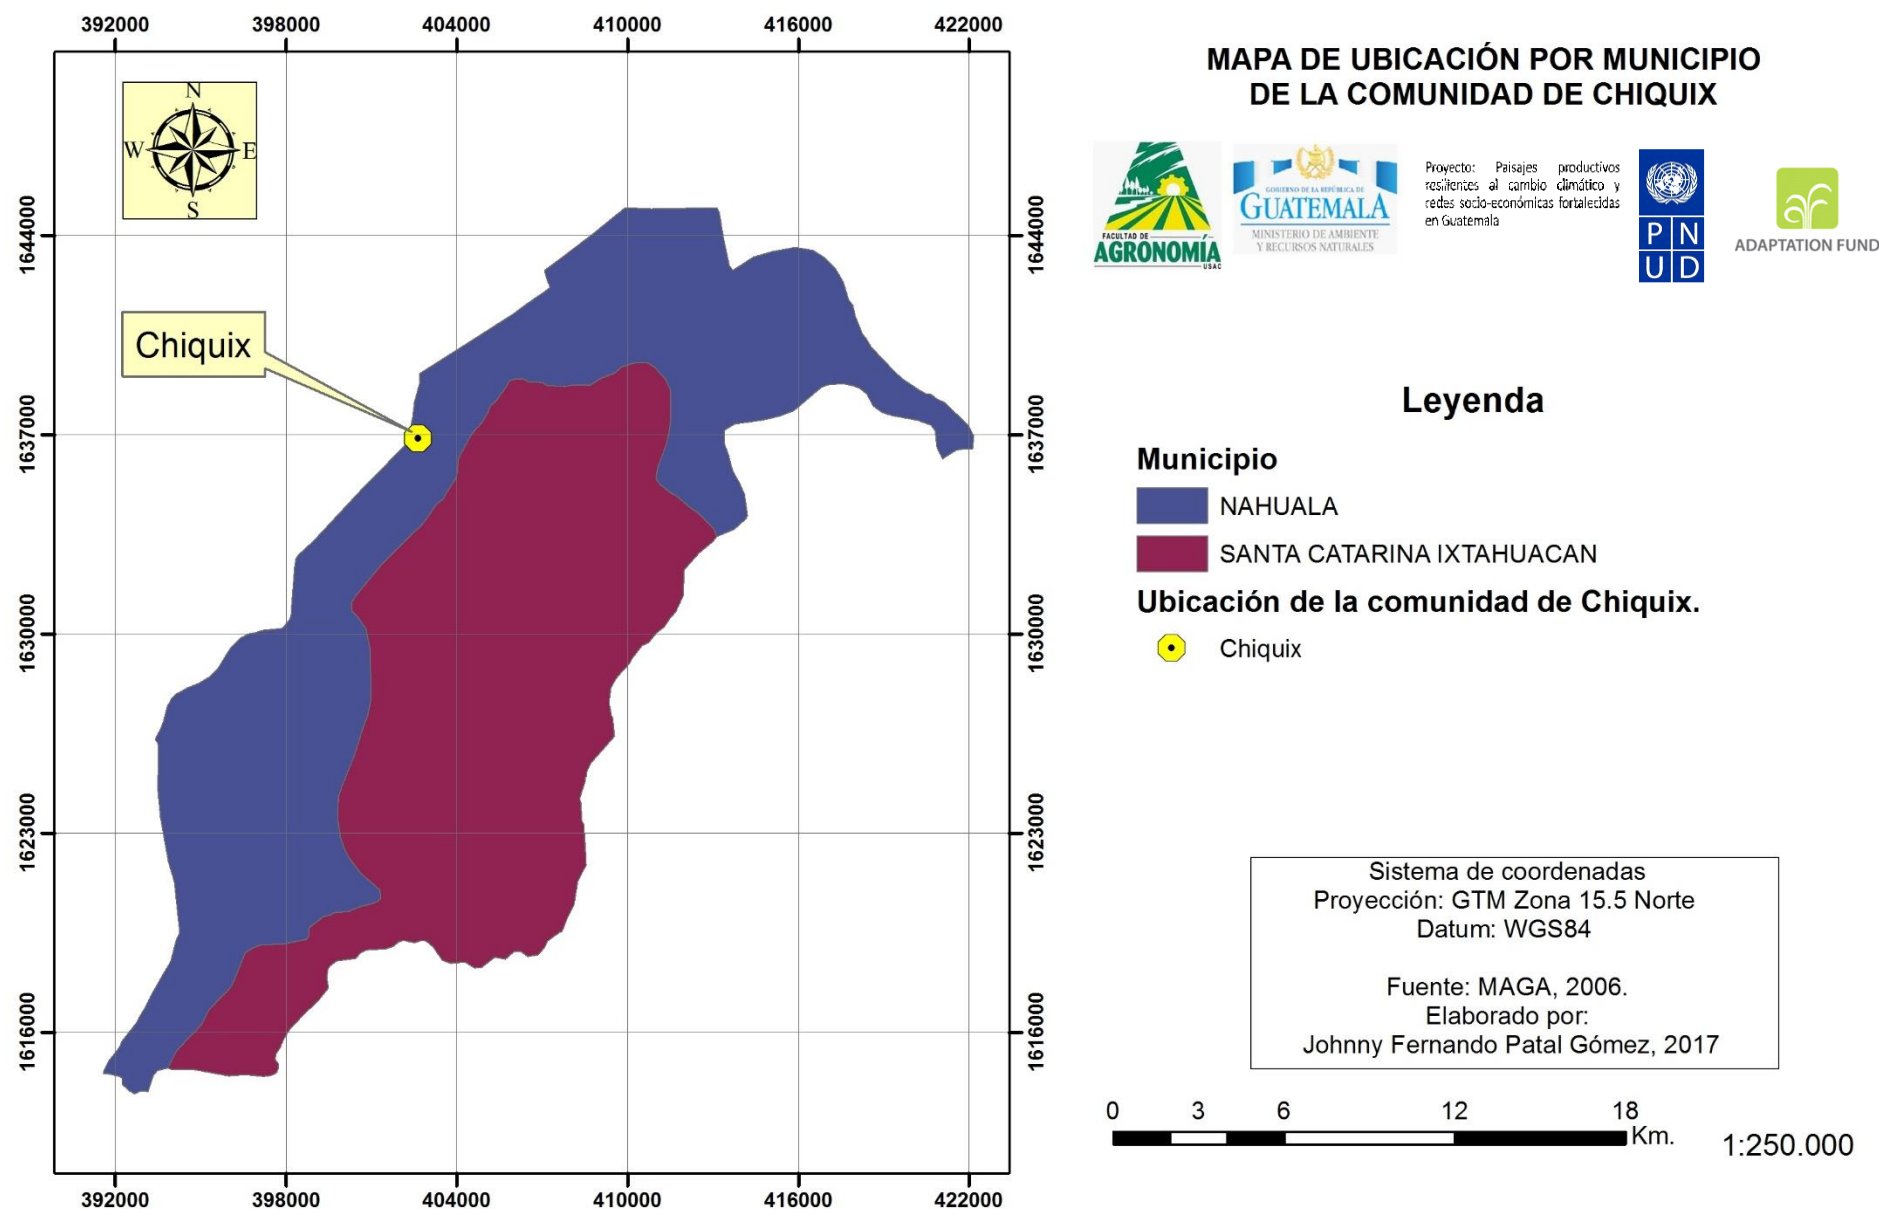 392000 398000 404000 410000 416000 422000
MAPA DE UBICACIÓN POR MUNICIPIO
DE LA COMUNIDAD DE CHIQUIX
N
W E
S
FACULTAD DE
AGRONOMÍA
USAC
GOBIERNO DE LA REPÚBLICA DE
GUATEMALA
MINISTERIO DE AMBIENTE
Y RECURSOS NATURALES
Proyecto: Paisajes productivos
resilientes al cambio climático y
redes socio-económicas fortalecidas
en Guatemala
P N
U D
ADAPTATION FUND
1644000 1644000
Chiquix
1637000 1637000
1630000 1630000
1623000 1623000
1616000 1616000
Leyenda
Municipio
NAHUALA
SANTA CATARINA IXTAHUACAN
Ubicación de la comunidad de Chiquix.
Chiquix
Sistema de coordenadas
Proyección: GTM Zona 15.5 Norte
Datum: WGS84
Fuente: MAGA, 2006.
Elaborado por:
Johnny Fernando Patal Gómez, 2017
0 3 6 12 18
Km.
1:250.000
392000 398000 404000 410000 416000 422000